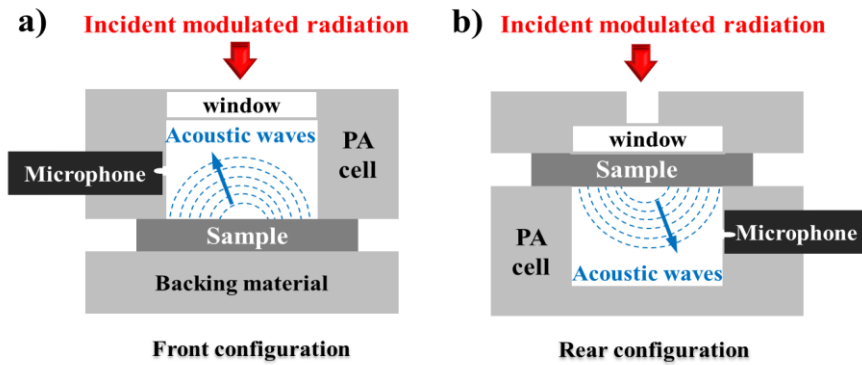 a)
Incident modulated radiation
window
Acoustic waves
PA
cell
Microphone
Sample
Backing material
Front configuration
b)
Incident modulated radiation
window
Sample
PA
cell
Microphone
Acoustic waves
Rear configuration